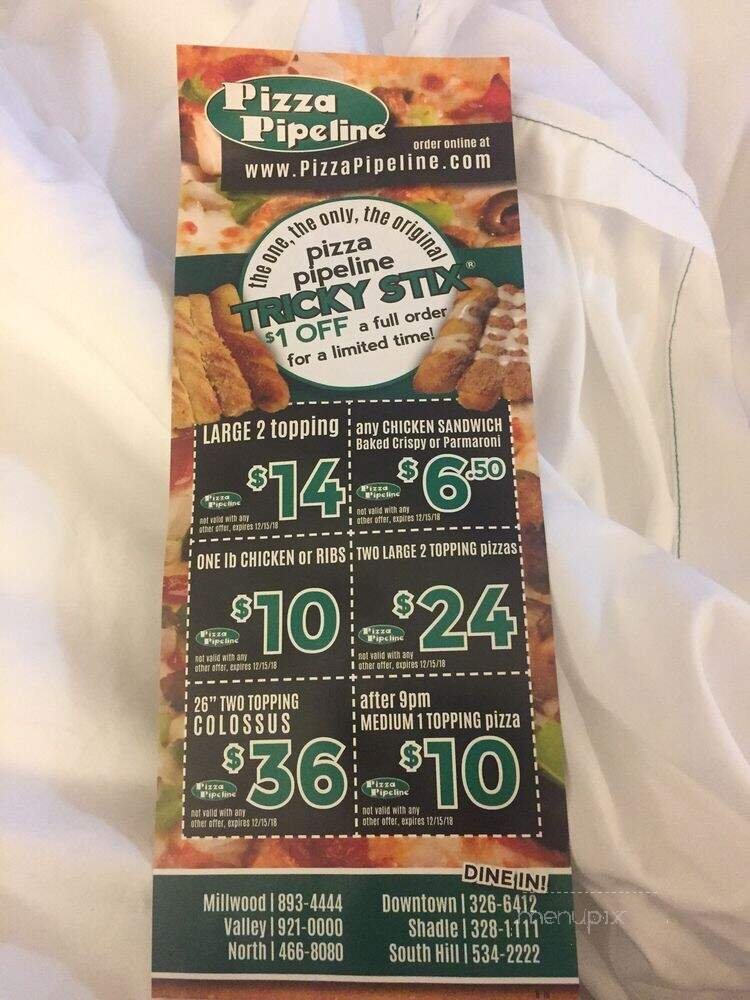 Pizza
Pipeline
order online at
www.PizzaPipeline.com
the one, the only, the original
pizza
pipeline
TRICKY STIX®
$1 OFF a full order
for a limited time!
LARGE 2 topping
$14
Pizza
Pipeline
not valid with any
other offer, expires 12/15/18
any CHICKEN SANDWICH
Baked Crispy or Parmaroni
$6.50
Pizza
Pipeline
not valid with any
other offer, expires 12/15/18
ONE lb CHICKEN or RIBS
$10
Pizza
Pipeline
not valid with any
other offer, expires 12/15/18
TWO LARGE 2 TOPPING pizzas
$24
Pizza
Pipeline
not valid with any
other offer, expires 12/15/18
26” TWO TOPPING
COLOSSUS
$36
Pizza
Pipeline
not valid with any
other offer, expires 12/15/18
after 9pm
MEDIUM 1 TOPPING pizza
$10
Pizza
Pipeline
not valid with any
other offer, expires 12/15/18
DINE IN!
Millwood | 893-4444
Valley | 921-0000
North | 466-8080
Downtown | 326-6412
Shadle | 328-1111
South Hill | 534-2222
menupix